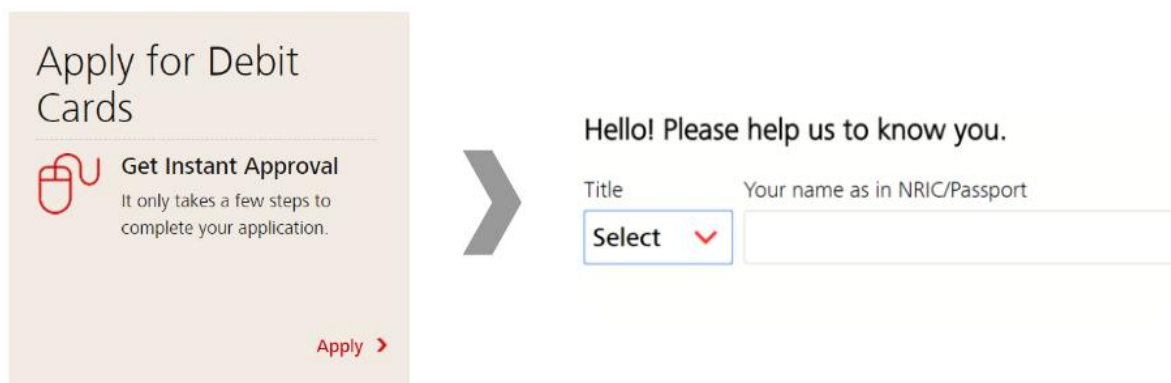 Apply for Debit
Cards
Get Instant Approval
It only takes a few steps to
complete your application.
Apply
Hello! Please help us to know you.
Title
Your name as in NRIC/Passport
Select